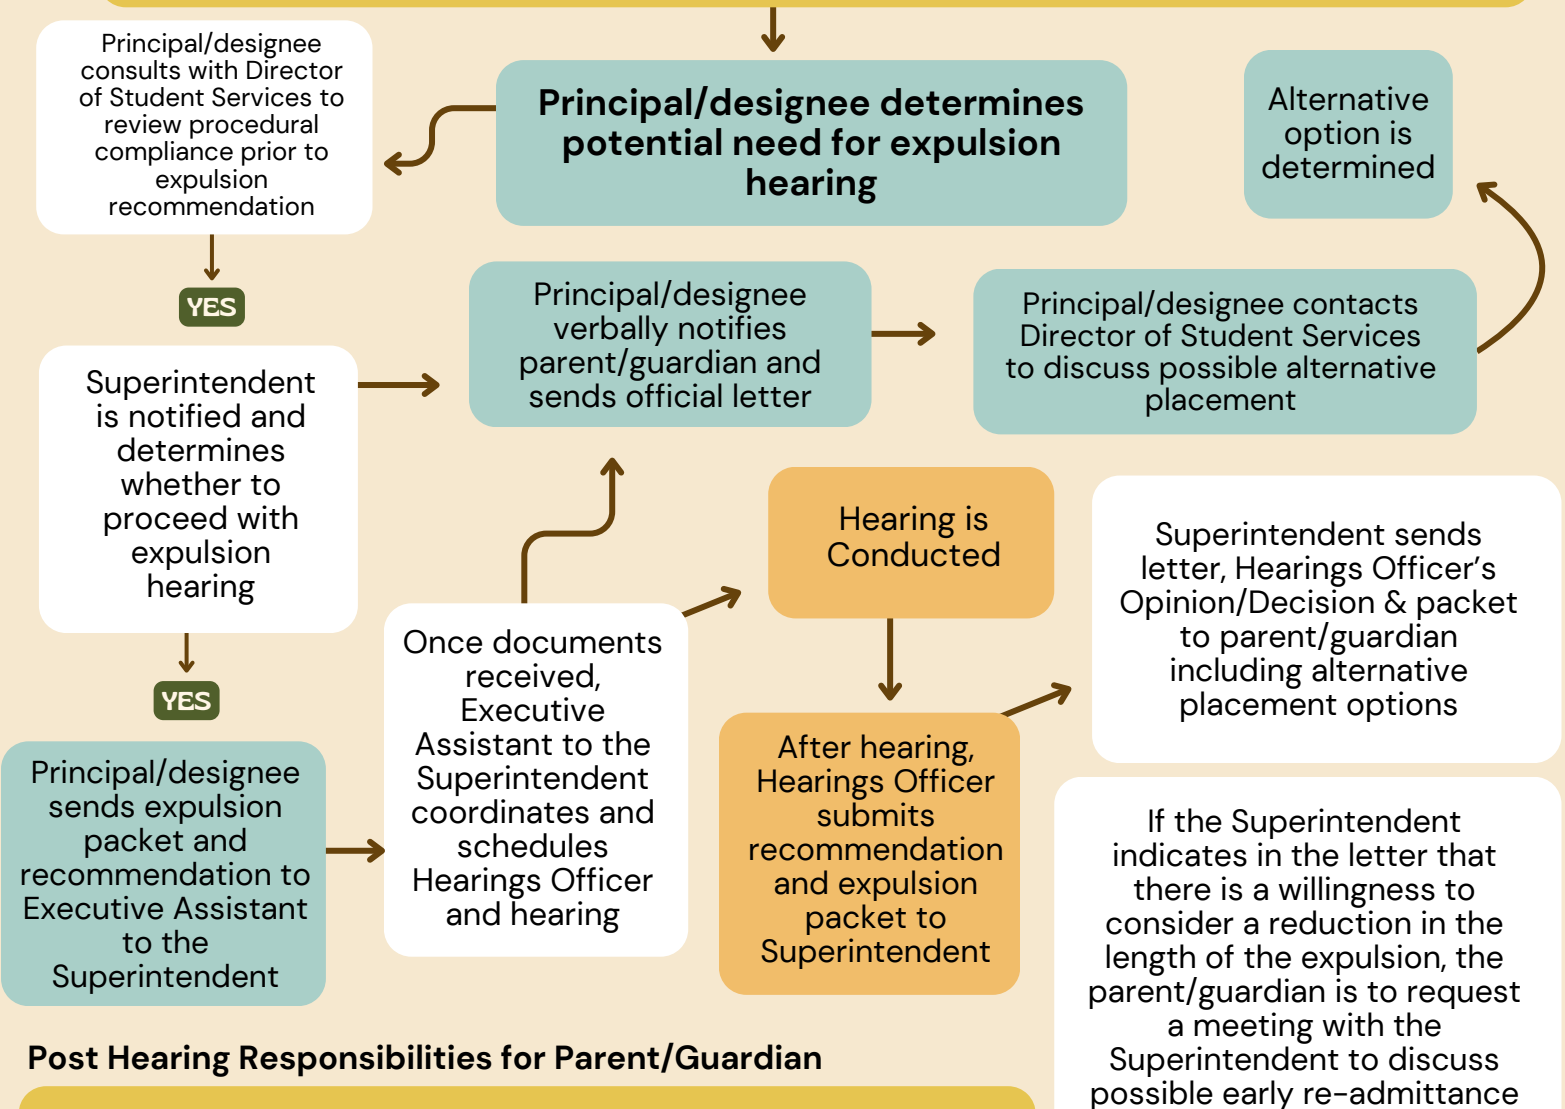 Principal/designee
consults with Director
of Student Services to
review procedural
compliance prior to
expulsion
recommendation
Principal/designee determines
potential need for expulsion
hearing
Alternative
option is
determined
YES
Superintendent
is notified and
determines
whether to
proceed with
expulsion
hearing
Principal/designee
verbally notifies
parent/guardian and
sends official letter
Principal/designee contacts
Director of Student Services
to discuss possible alternative
placement
YES
Principal/designee
sends expulsion
packet and
recommendation to
Executive Assistant
to the
Superintendent
Once documents
received,
Executive
Assistant to the
Superintendent
coordinates and
schedules
Hearings Officer
and hearing
Hearing is
Conducted
After hearing,
Hearings Officer
submits
recommendation
and expulsion
packet to
Superintendent
Superintendent sends
letter, Hearings Officer’s
Opinion/Decision & packet
to parent/guardian
including alternative
placement options
If the Superintendent
indicates in the letter that
there is a willingness to
consider a reduction in the
length of the expulsion, the
parent/guardian is to request
a meeting with the
Superintendent to discuss
possible early re-admittance
Post Hearing Responsibilities for Parent/Guardian